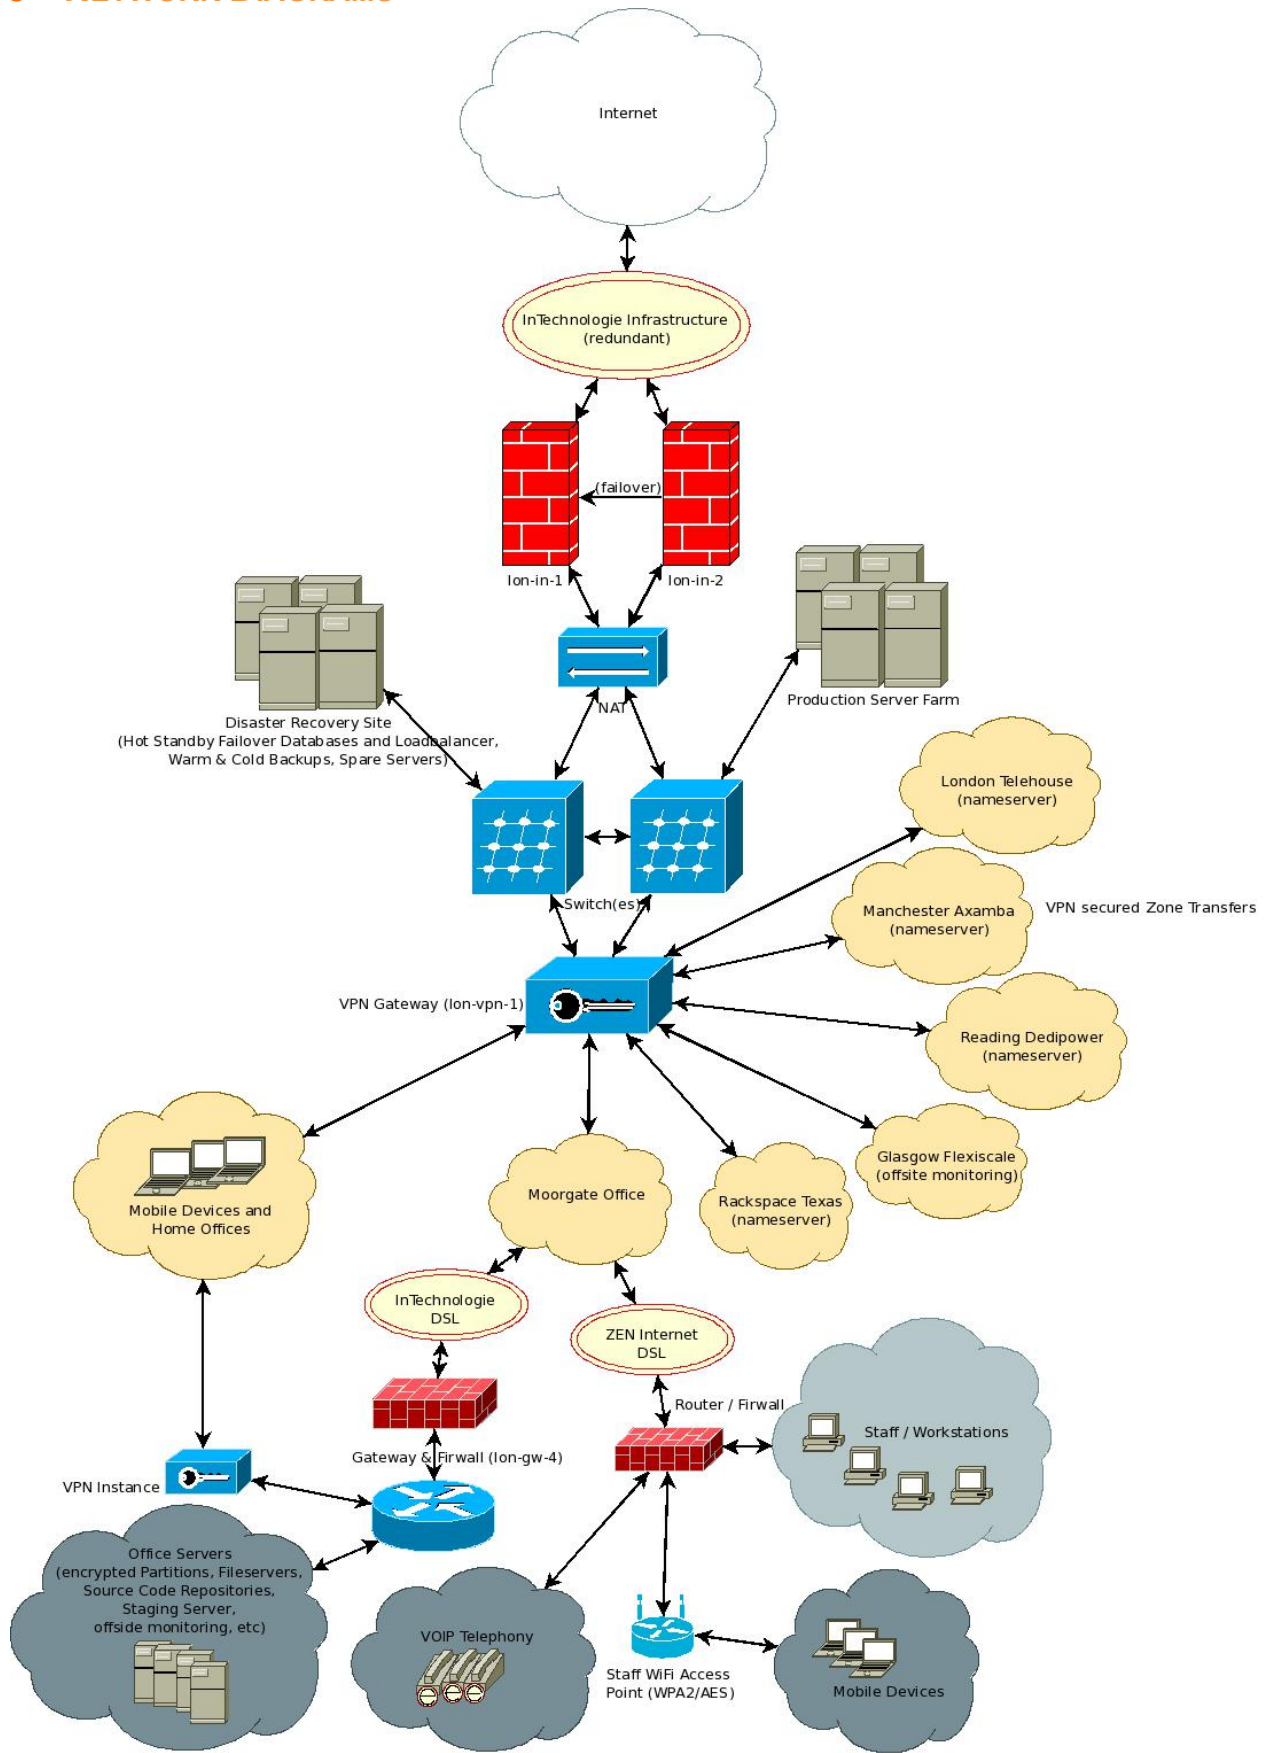 Internet
InTechnologie Infrastructure
(redundant)
(failover)
lon-in-1
lon-in-2
NAT
Production Server Farm
Disaster Recovery Site
(Hot Standby Failover Databases and Loadbalancer,
Warm & Cold Backups, Spare Servers)
London Telehouse
(nameserver)
Switch(es)
Manchester Axamba
(nameserver)
VPN secured Zone Transfers
VPN Gateway (lon-vpn-1)
Reading Dedipower
(nameserver)
Glasgow Flexiscale
(offsite monitoring)
Mobile Devices and
Home Offices
Moorgate Office
Rackspace Texas
(nameserver)
InTechnologie
DSL
ZEN Internet
DSL
Router / Firwall
Staff / Workstations
Gateway & Firwall (lon-gw-4)
VPN Instance
Office Servers
(encrypted Partitions, Fileservers,
Source Code Repositories,
Staging Server,
offside monitoring, etc)
VOIP Telephony
Staff WiFi Access
Point (WPA2/AES)
Mobile Devices